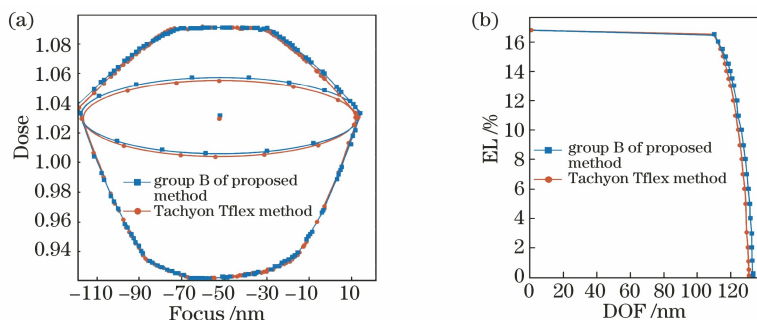 (a)
1.08
1.06
1.04
1.02
1.00
0.98
0.96
0.94
Dose
group B of proposed
method
Tachyon Tflex method
−110 −90 −70 −50 −30 −10 10
Focus /nm
(b)
16
14
12
10
8
6
4
2
0
EL /%
group B of proposed
method
Tachyon Tflex method
0 20 40 60 80 100 120
DOF /nm